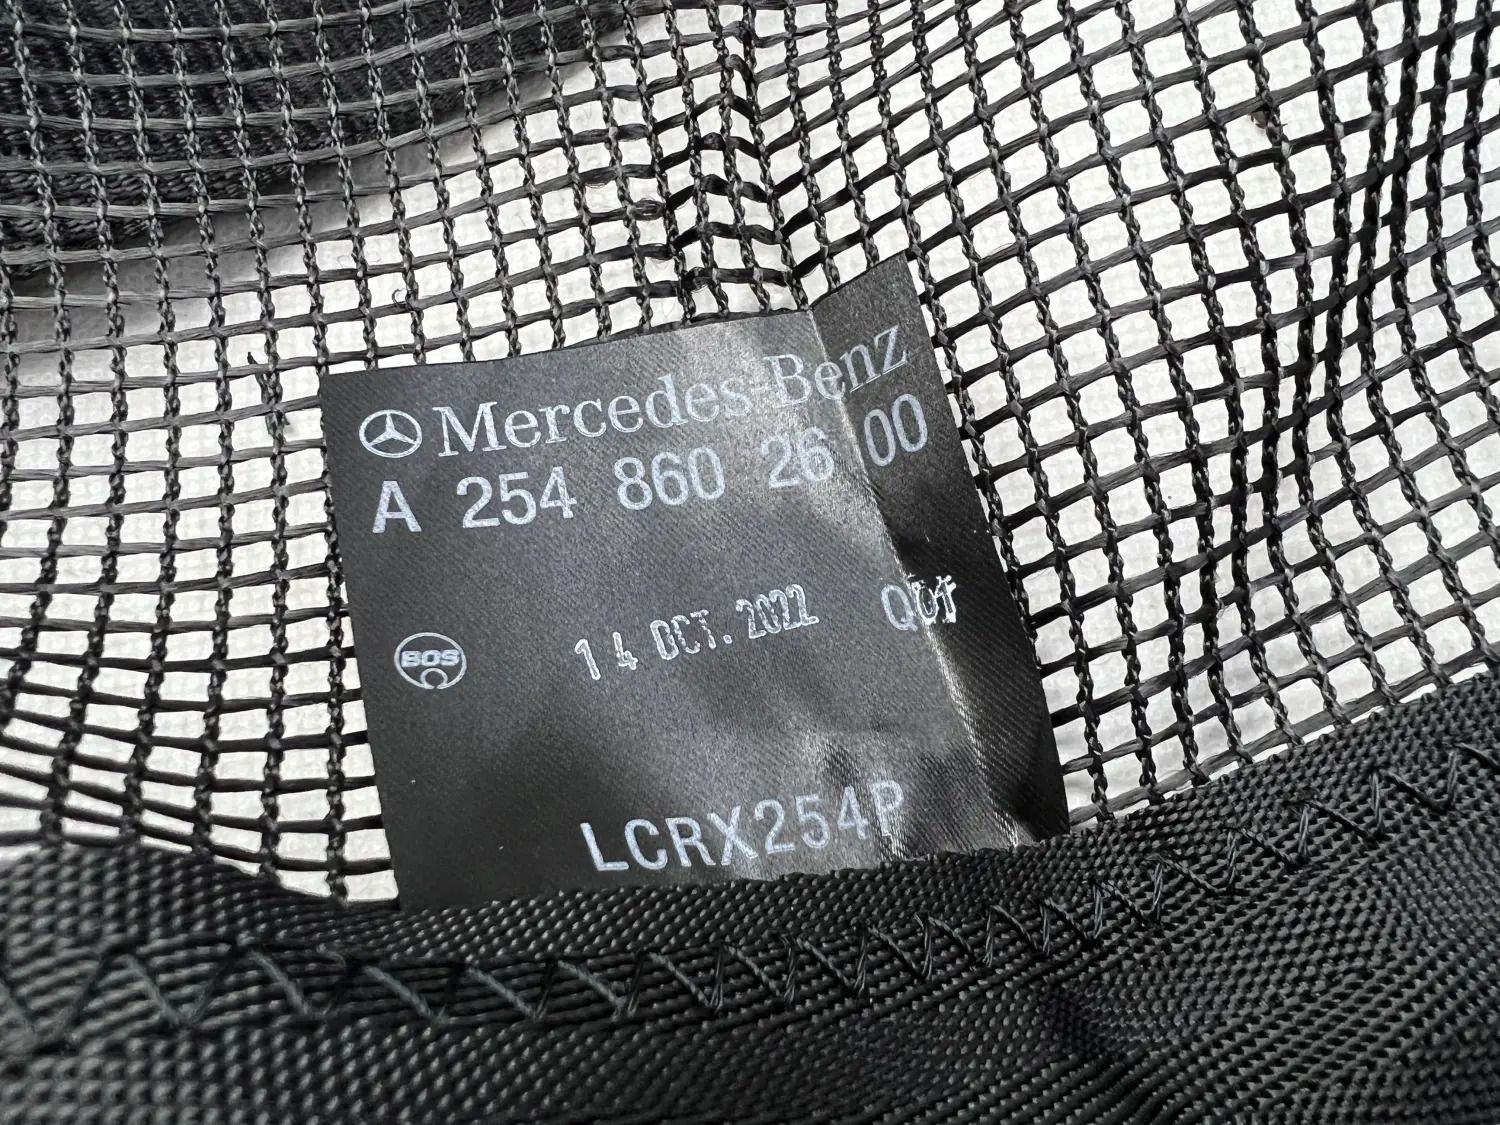 Mercedes-Benz
A 254 860 26 00
BOS 14 OCT. 2022
LCRX254P